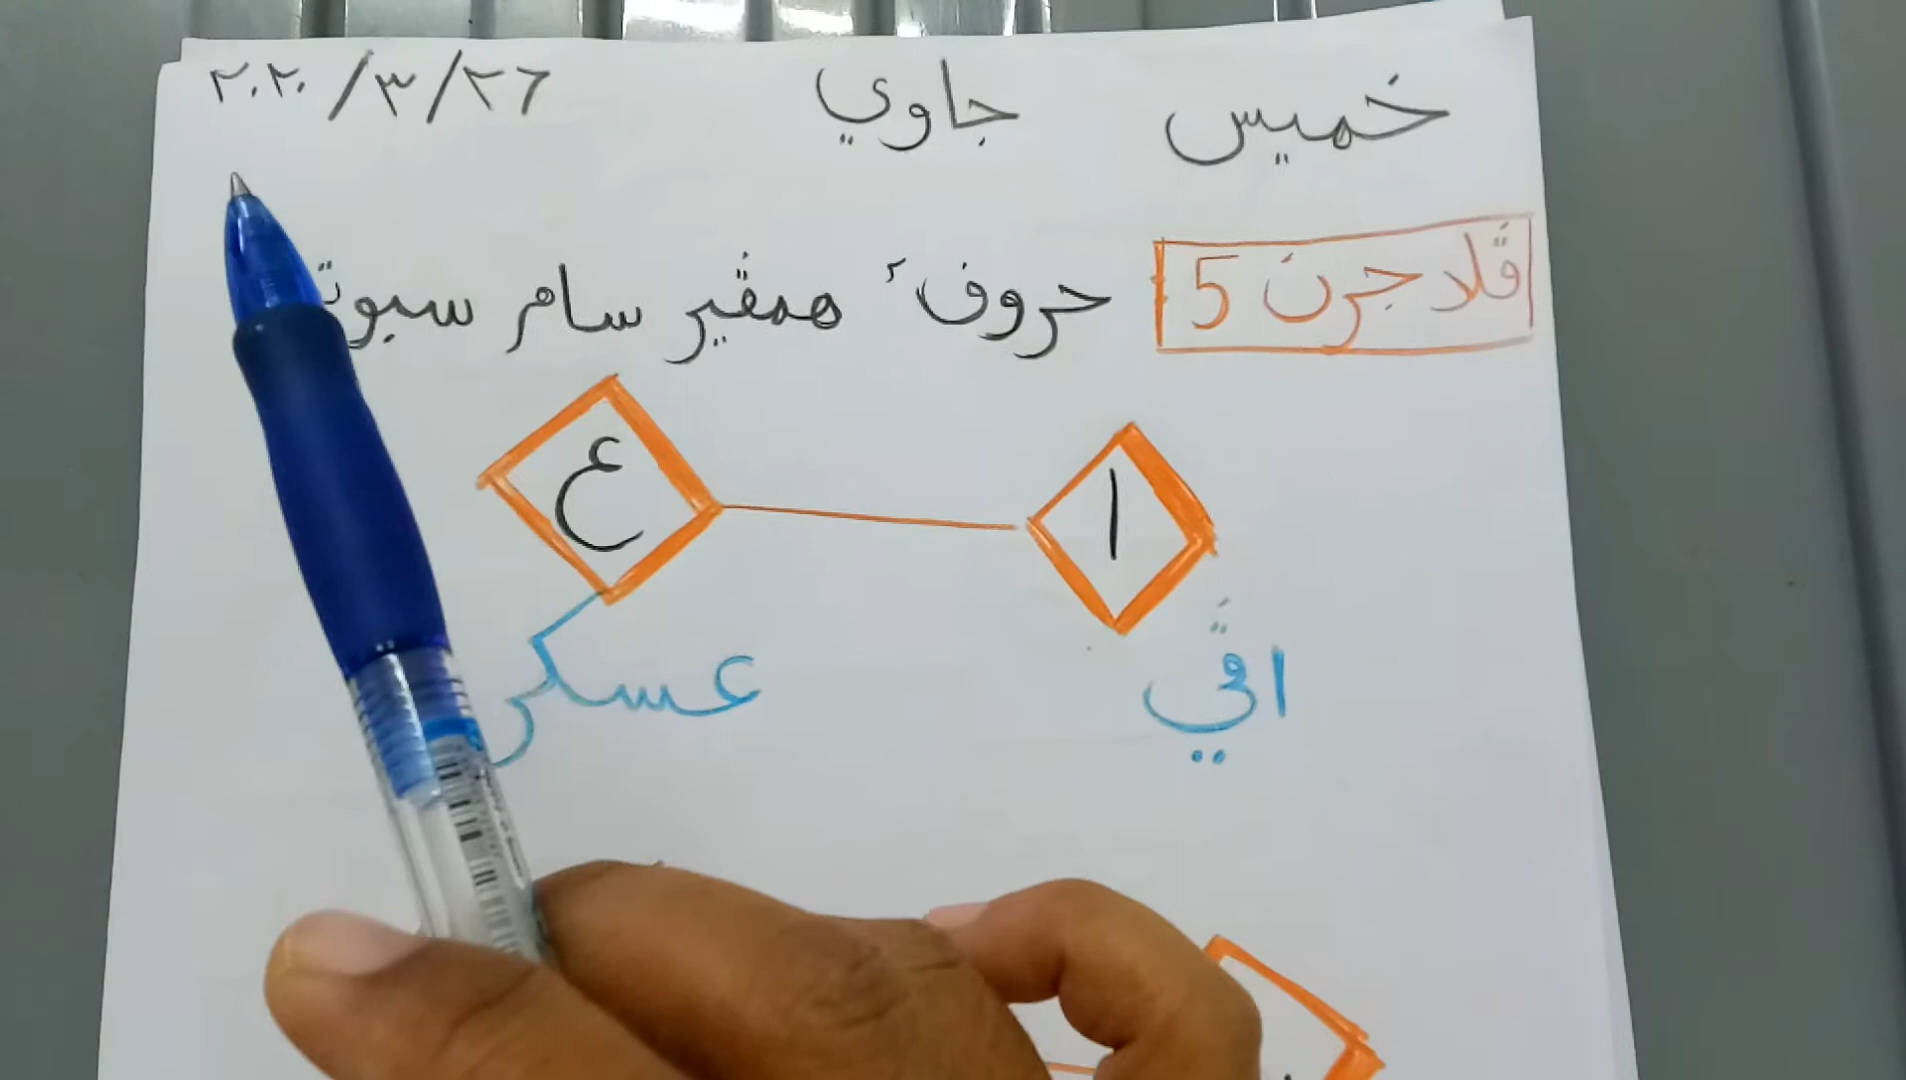 خميس جاوي ٢٠٢٠/٣/٢٦
ڤلاجرن 5 حروف٢ همڤير سام سبوت
ا ع
اڤي عسكر